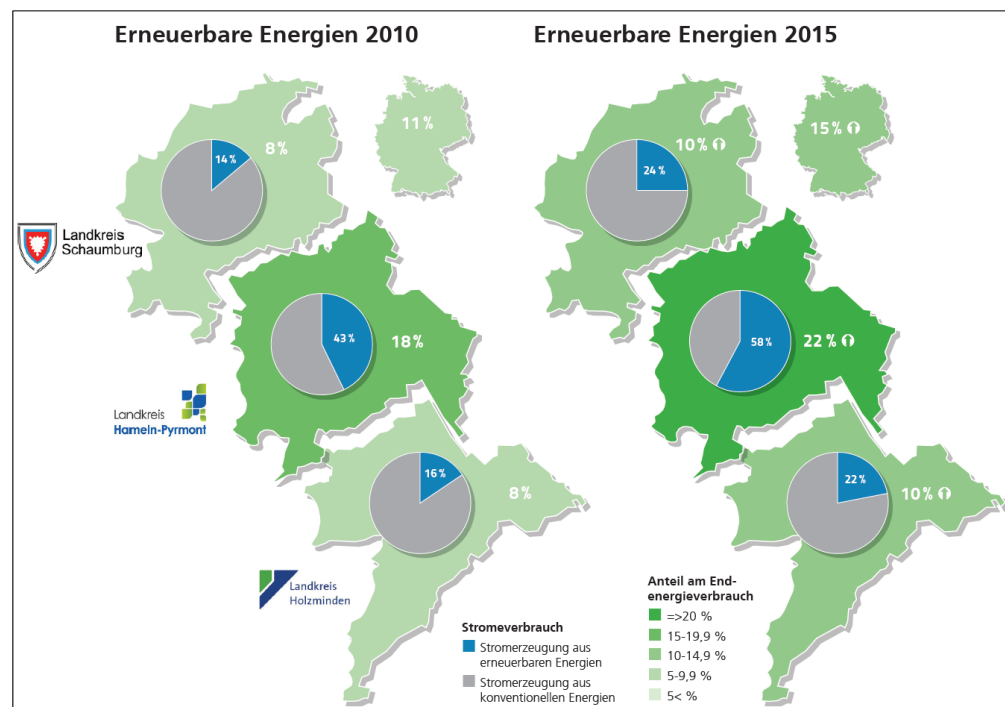 Erneuerbare Energien 2010
Erneuerbare Energien 2015
11%
8%
14%
Landkreis
Schaumburg
43%
18%
Landkreis
Hameln-Pyrmont
16%
8%
Landkreis
Holzminden
15%
10%
24%
58%
22%
22%
10%
Stromeverbrauch
Stromerzeugung aus
erneuerbaren Energien
Stromerzeugung aus
konventionellen Energien
Anteil am End-
energieverbrauch
=>20 %
15-19,9 %
10-14,9 %
5-9,9 %
5< %